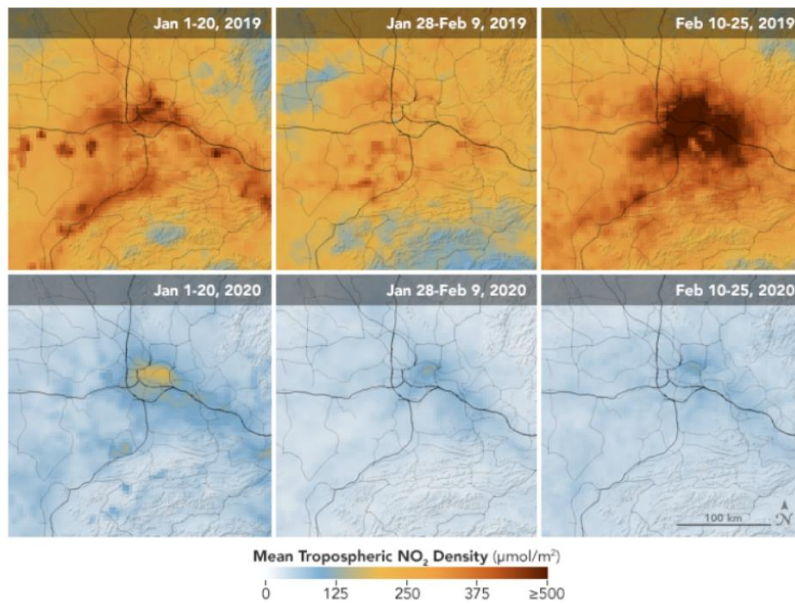 Jan 1-20, 2019
Jan 28-Feb 9, 2019
Feb 10-25, 2019
Jan 1-20, 2020
Jan 28-Feb 9, 2020
Feb 10-25, 2020
100 km
N
Mean Tropospheric NO₂ Density (μmol/m²)
0 125 250 375 ≥500